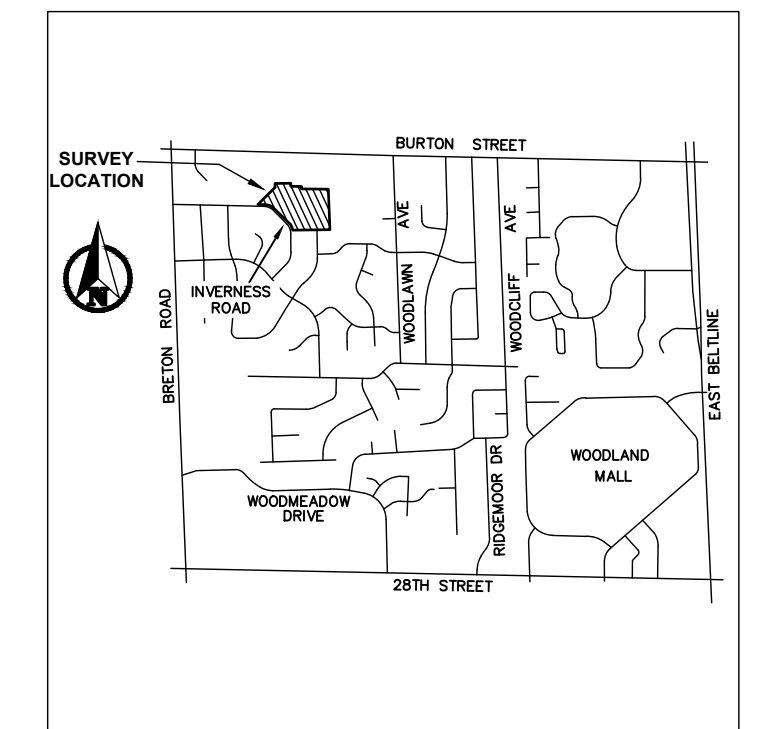 BURTON STREET
SURVEY
LOCATION
AVE
AVE
N
INVERNESS
ROAD
WOODLAWN
WOODCLIFF
BRETON ROAD
EAST BELTLINE
WOODLAND
MALL
RIDGEMOOR DR
WOODMEADOW
DRIVE
28TH STREET